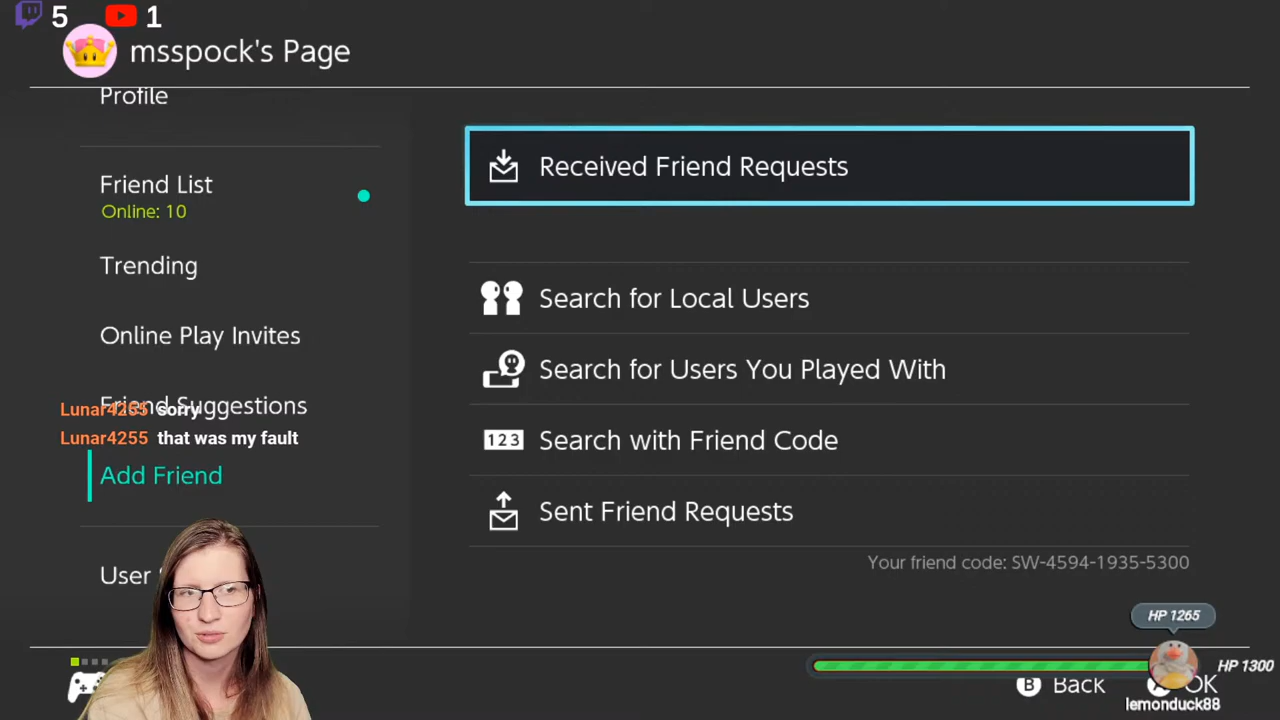 5 1
msspock's Page
Profile
Friend List
Online: 10
Trending
Online Play Invites
Friend Suggestions
Lunar4255 sorry
Lunar4255 that was my fault
Add Friend
User
Received Friend Requests
Search for Local Users
Search for Users You Played With
123 Search with Friend Code
Sent Friend Requests
Your friend code: SW-4594-1935-5300
HP 1265
HP 1300
B Back OK
lemonduck88